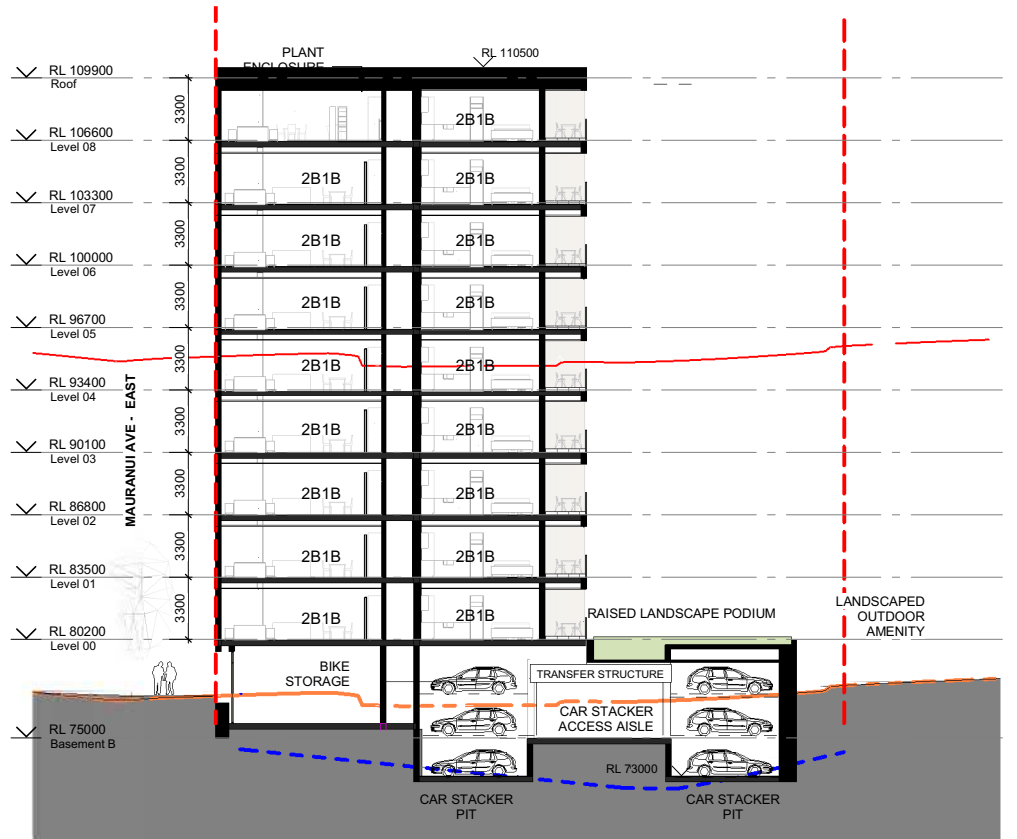 PLANT
ENCLOSURE
RL 110500
RL 109900
Roof
3300
2B1B
RL 106600
Level 08
3300
2B1B
2B1B
RL 103300
Level 07
3300
2B1B
2B1B
RL 100000
Level 06
3300
2B1B
2B1B
RL 96700
Level 05
3300
2B1B
2B1B
RL 93400
Level 04
3300
2B1B
2B1B
RL 90100
Level 03
3300
2B1B
2B1B
RL 86800
Level 02
3300
2B1B
2B1B
RL 83500
Level 01
3300
2B1B
2B1B
RL 80200
Level 00
MAURANUI AVE - EAST
RAISED LANDSCAPE PODIUM
LANDSCAPED
OUTDOOR
AMENITY
BIKE
STORAGE
TRANSFER STRUCTURE
CAR STACKER
ACCESS AISLE
RL 75000
Basement B
RL 73000
CAR STACKER
PIT
CAR STACKER
PIT